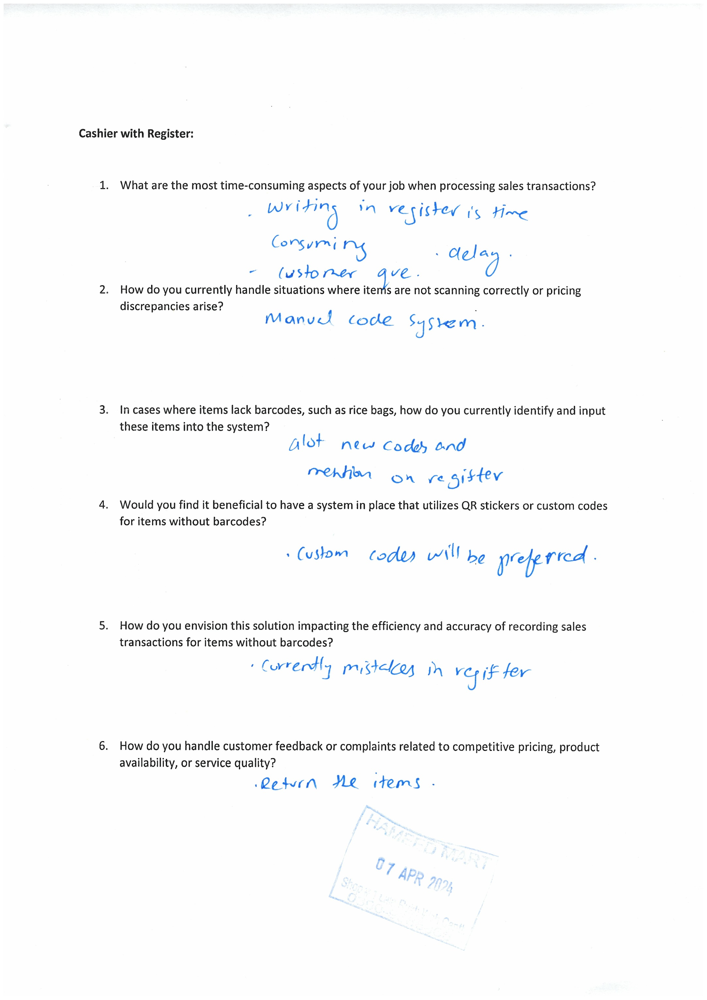 Cashier with Register:
1. What are the most time-consuming aspects of your job when processing sales transactions?
. Writing in register is time
Consuming
. delay.
- Customer que.
2. How do you currently handle situations where items are not scanning correctly or pricing
discrepancies arise?
Manual code System.
3. In cases where items lack barcodes, such as rice bags, how do you currently identify and input
these items into the system?
alot new codes and
mention on register
4. Would you find it beneficial to have a system in place that utilizes QR stickers or custom codes
for items without barcodes?
. Custom codes will be preferred.
5. How do you envision this solution impacting the efficiency and accuracy of recording sales
transactions for items without barcodes?
. Currently mistakes in register
6. How do you handle customer feedback or complaints related to competitive pricing, product
availability, or service quality?
. Return the items.
HAMEED MART
07 APR 2024
Shop